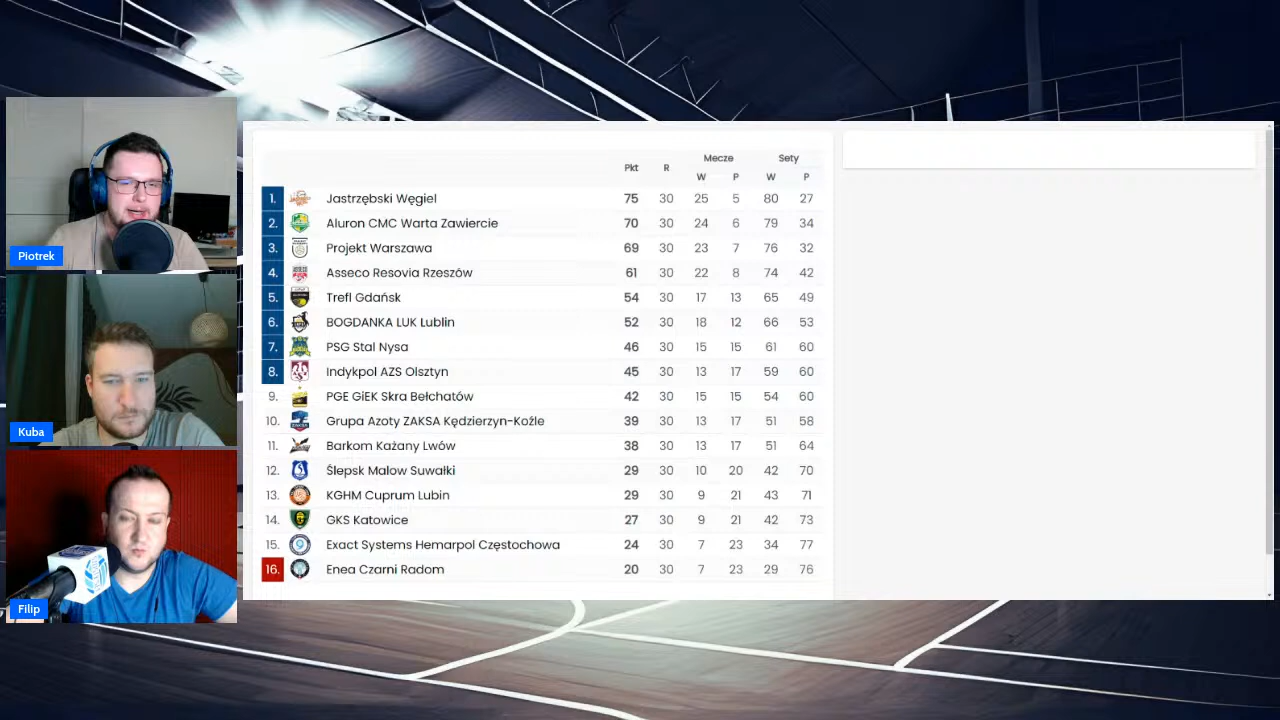 Piotrek
Kuba
Filip
Mecze Sety
Pkt R W P W P
1. Jastrzębski Węgiel 75 30 25 5 80 27
2. Aluron CMC Warta Zawiercie 70 30 24 6 79 34
3. Projekt Warszawa 69 30 23 7 76 32
4. Asseco Resovia Rzeszów 61 30 22 8 74 42
5. Trefl Gdańsk 54 30 17 13 65 49
6. BOGDANKA LUK Lublin 52 30 18 12 66 53
7. PSG Stal Nysa 46 30 15 15 61 60
8. Indykpol AZS Olsztyn 45 30 13 17 59 60
9. PGE GiEK Skra Bełchatów 42 30 15 15 54 60
10. Grupa Azoty ZAKSA Kędzierzyn-Koźle 39 30 13 17 51 58
11. Barkom Każany Lwów 38 30 13 17 51 64
12. Ślepsk Malow Suwałki 29 30 10 20 42 70
13. KGHM Cuprum Lubin 29 30 9 21 43 71
14. GKS Katowice 27 30 9 21 42 73
15. Exact Systems Hemarpol Częstochowa 24 30 7 23 34 77
16. Enea Czarni Radom 20 30 7 23 29 76